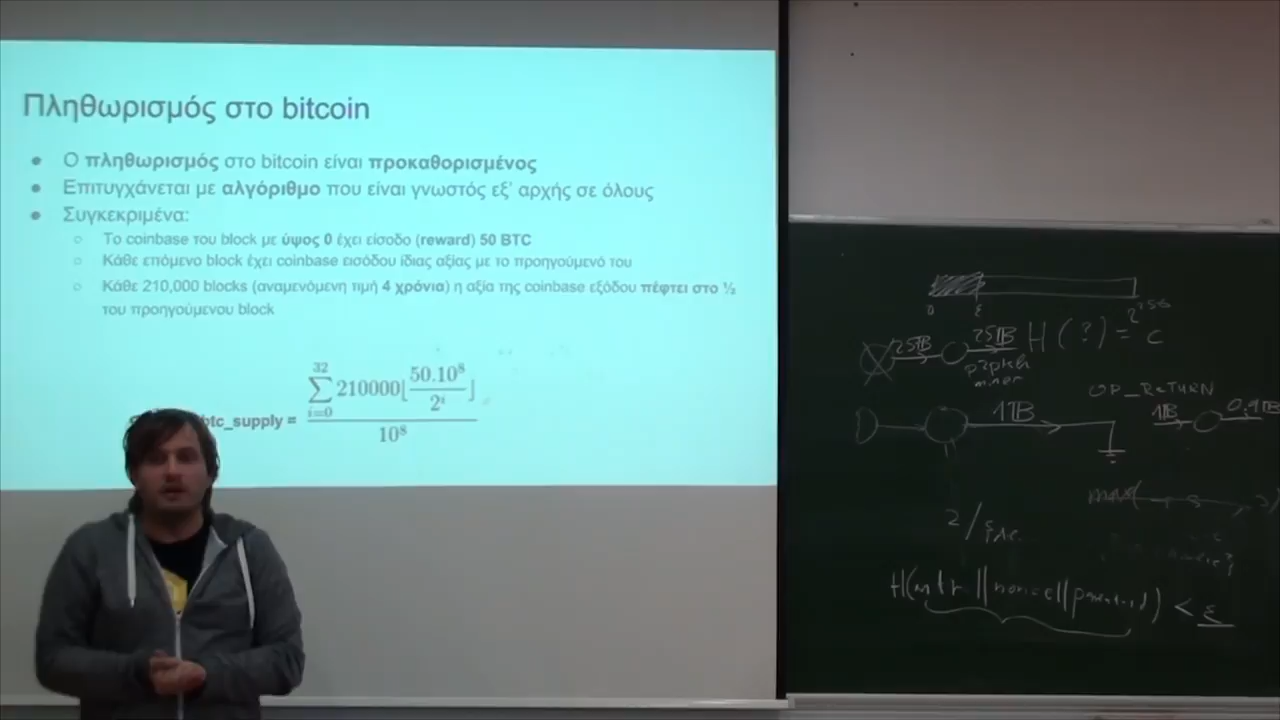 Πληθωρισμός στο bitcoin
● Ο πληθωρισμός στο bitcoin είναι προκαθορισμένος
● Επιτυγχάνεται με αλγόριθμο που είναι γνωστός εξ' αρχής σε όλους
● Συγκεκριμένα:
○ Το coinbase του block με ύψος 0 έχει είσοδο (reward) 50 BTC
○ Κάθε επόμενο block έχει coinbase εισόδου ίδιας αξίας με το προηγούμενό του
○ Κάθε 210,000 blocks (αναμενόμενη τιμή 4 χρόνια) η αξία της coinbase εξόδου πέφτει στο ½
του προηγούμενου block
btc_supply =
32
∑ 210000⌊50.10⁸
i=0 2ⁱ⌋
10⁸
0 ε 2²⁵⁶
25B 25B H(?) = c
OP_RETURN
1B 1B
2/
H( || nonce || ) < ε